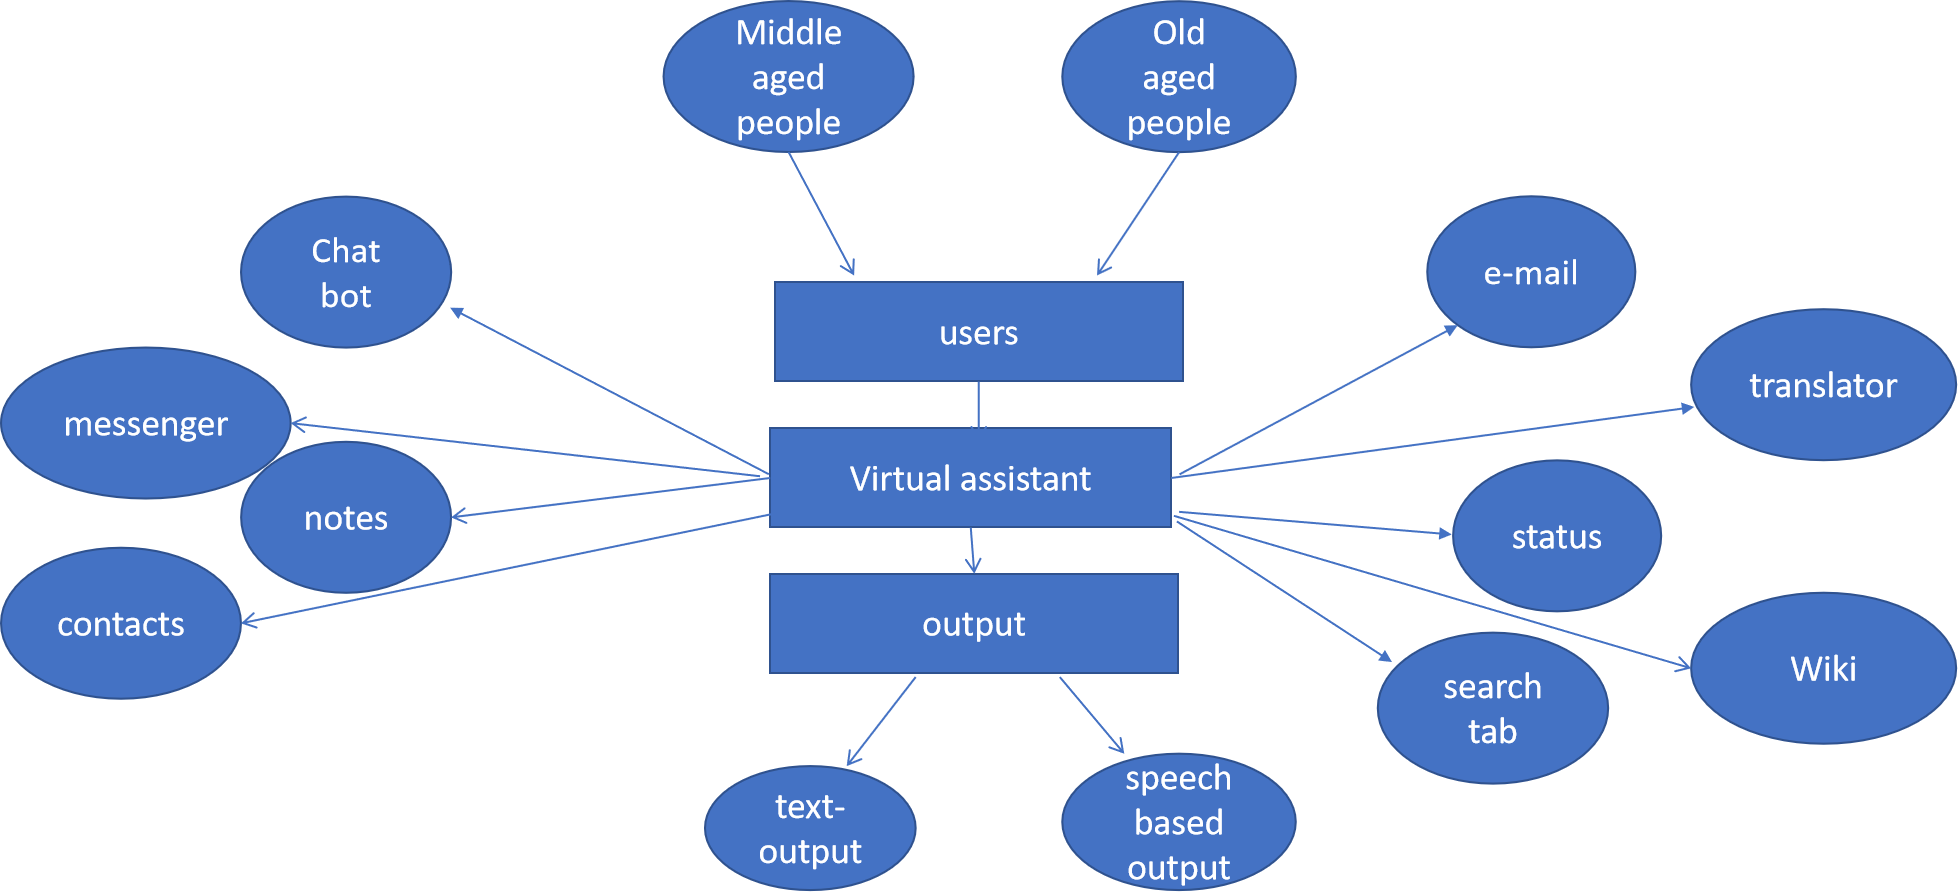 Middle
aged
people
Old
aged
people
Chat
bot
e-mail
users
translator
messenger
Virtual assistant
notes
status
contacts
output
Wiki
search
tab
text-
output
speech
based
output